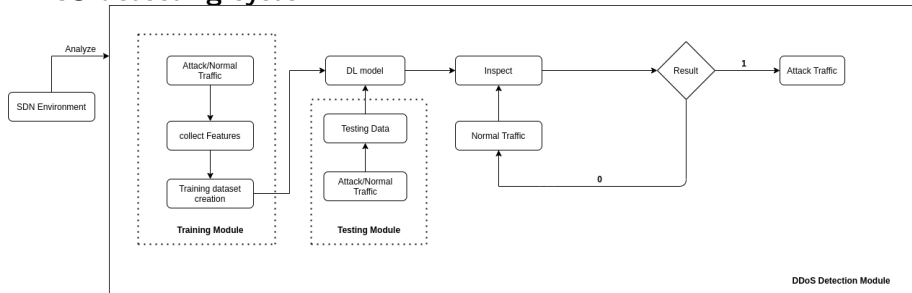 Analyze
SDN Environment
Attack/Normal
Traffic
collect Features
Training dataset
creation
Training Module
DL model
Testing Data
Attack/Normal
Traffic
Testing Module
Inspect
Normal Traffic
Result
1
0
Attack Traffic
DDoS Detection Module